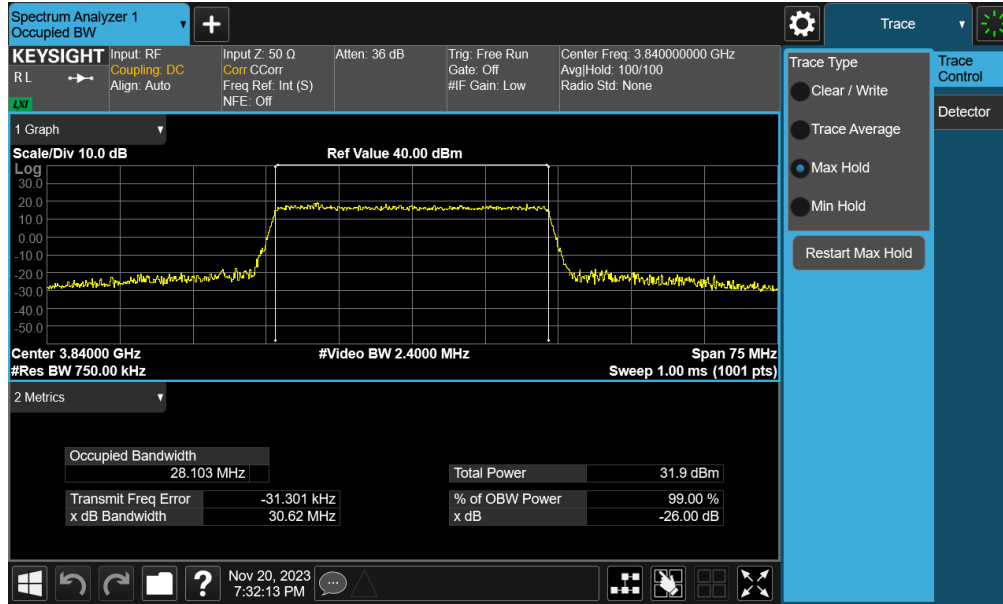 Spectrum Analyzer 1
Occupied BW
+
Trace
KEYSIGHT
R L
LXI
Input: RF
Coupling: DC
Align: Auto
Input Z: 50 Ω
Corr CCorr
Freq Ref: Int (S)
NFE: Off
Atten: 36 dB
Trig: Free Run
Gate: Off
#IF Gain: Low
Center Freq: 3.840000000 GHz
Avg|Hold: 100/100
Radio Std: None
Trace Type
Clear / Write
Trace Average
Max Hold
Min Hold
Restart Max Hold
Trace
Control
Detector
1 Graph
Scale/Div 10.0 dB
Ref Value 40.00 dBm
Log
30.0
20.0
10.0
0.00
-10.0
-20.0
-30.0
-40.0
-50.0
Center 3.84000 GHz
#Video BW 2.4000 MHz
Span 75 MHz
#Res BW 750.00 kHz
Sweep 1.00 ms (1001 pts)
2 Metrics
Occupied Bandwidth
28.103 MHz
Total Power 31.9 dBm
Transmit Freq Error -31.301 kHz
% of OBW Power 99.00 %
x dB Bandwidth 30.62 MHz
x dB -26.00 dB
?
Nov 20, 2023
7:32:13 PM